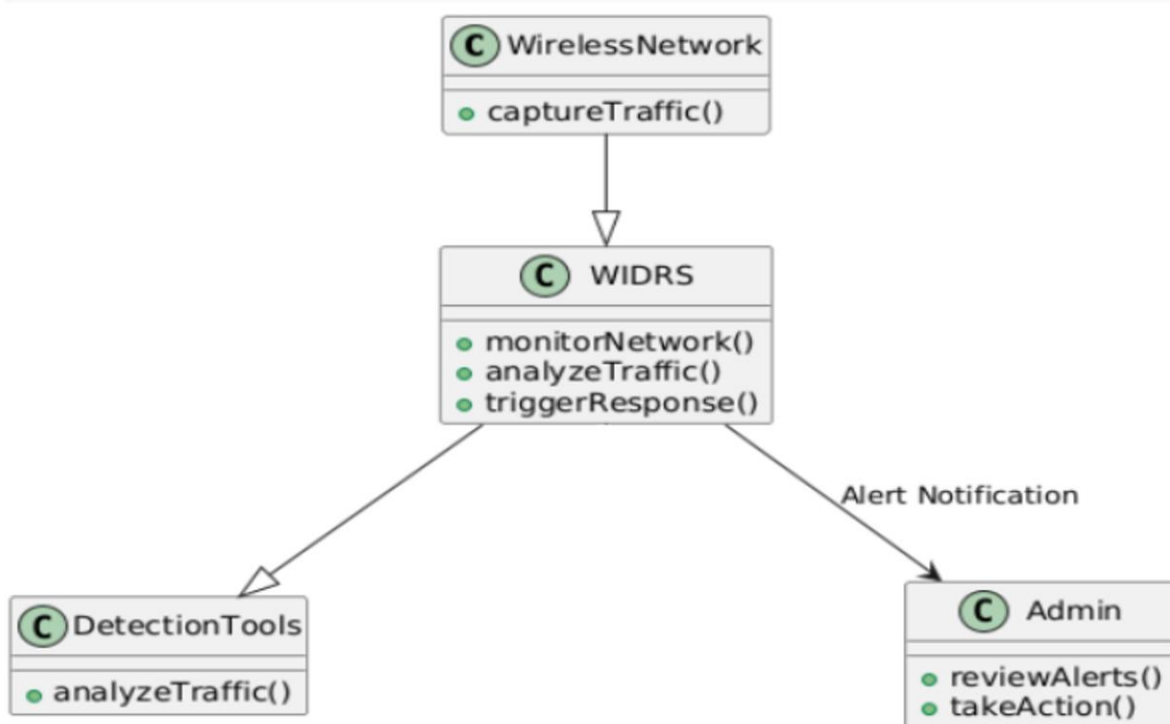 C WirelessNetwork
captureTraffic()
C WIDRS
monitorNetwork()
analyzeTraffic()
triggerResponse()
Alert Notification
C DetectionTools
analyzeTraffic()
C Admin
reviewAlerts()
takeAction()